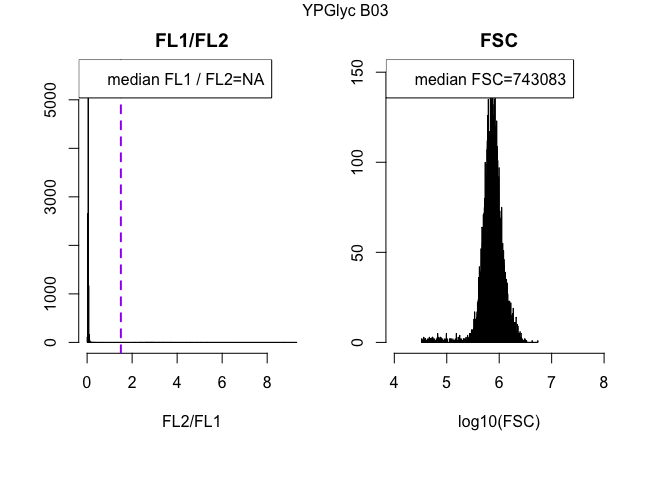 YPGlyc B03
FL1/FL2
median FL1 / FL2=NA
0
1000
3000
5000
0 2 4 6 8
FL2/FL1
FSC
median FSC=743083
0
50
100
150
4 5 6 7 8
log10(FSC)